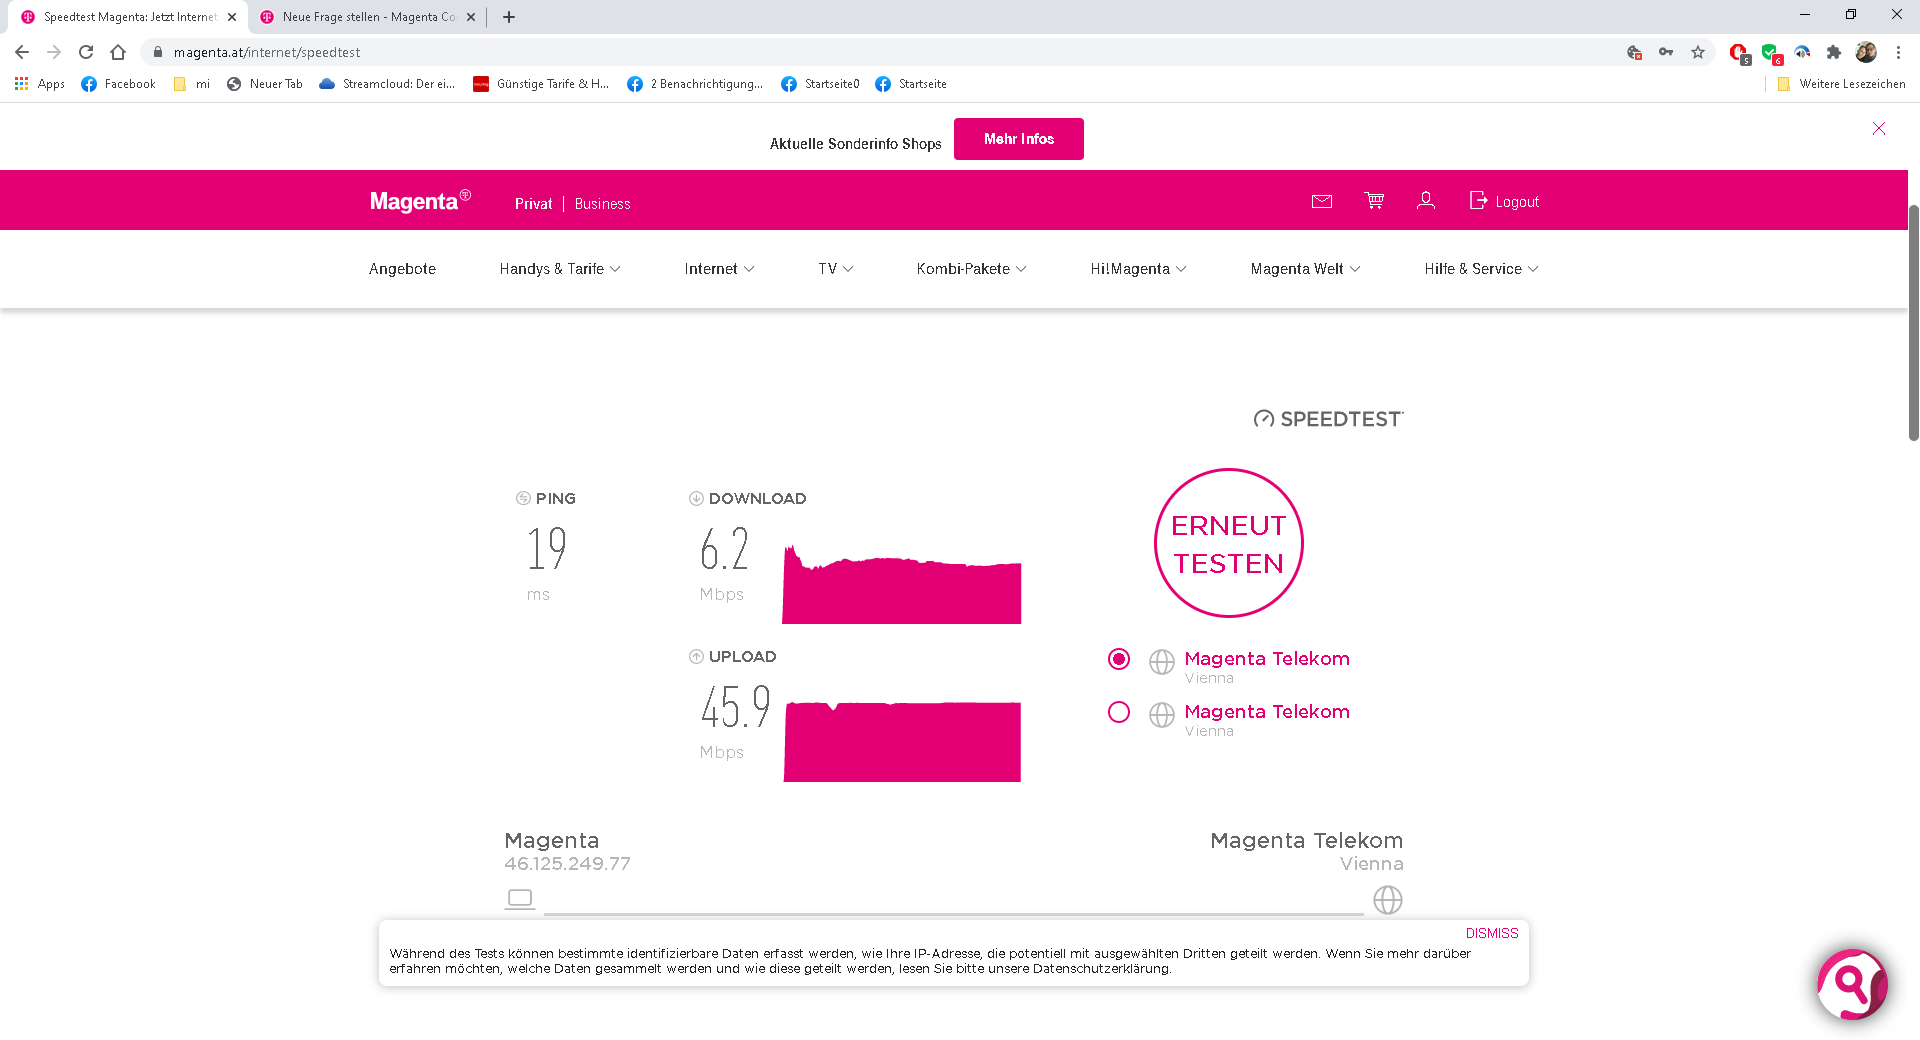 Speedtest Magenta: Jetzt Internet
Neue Frage stellen - Magenta Co
magenta.at/internet/speedtest
5
6
Apps
Facebook
mi
Neuer Tab
Streamcloud: Der ei...
Günstige Tarife & H...
2 Benachrichtigung...
Startseite0
Startseite
Weitere Lesezeichen
Aktuelle Sonderinfo Shops
Mehr Infos
Magenta
Privat | Business
Logout
Angebote
Handys & Tarife
Internet
TV
Kombi-Pakete
Hi!Magenta
Magenta Welt
Hilfe & Service
SPEEDTEST
PING
19
ms
DOWNLOAD
6.2
Mbps
ERNEUT
TESTEN
UPLOAD
45.9
Mbps
Magenta Telekom
Vienna
Magenta Telekom
Vienna
Magenta
46.125.249.77
Magenta Telekom
Vienna
DISMISS
Während des Tests können bestimmte identifizierbare Daten erfasst werden, wie Ihre IP-Adresse, die potentiell mit ausgewählten Dritten geteilt werden. Wenn Sie mehr darüber
erfahren möchten, welche Daten gesammelt werden und wie diese geteilt werden, lesen Sie bitte unsere Datenschutzerklärung.